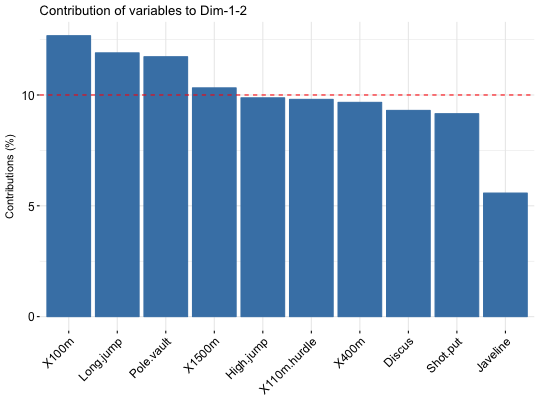 Contribution of variables to Dim-1-2
Contributions (%)
10
5
0
X100m
Long.jump
Pole.vault
X1500m
High.jump
X110m.hurdle
X400m
Discus
Shot.put
Javeline